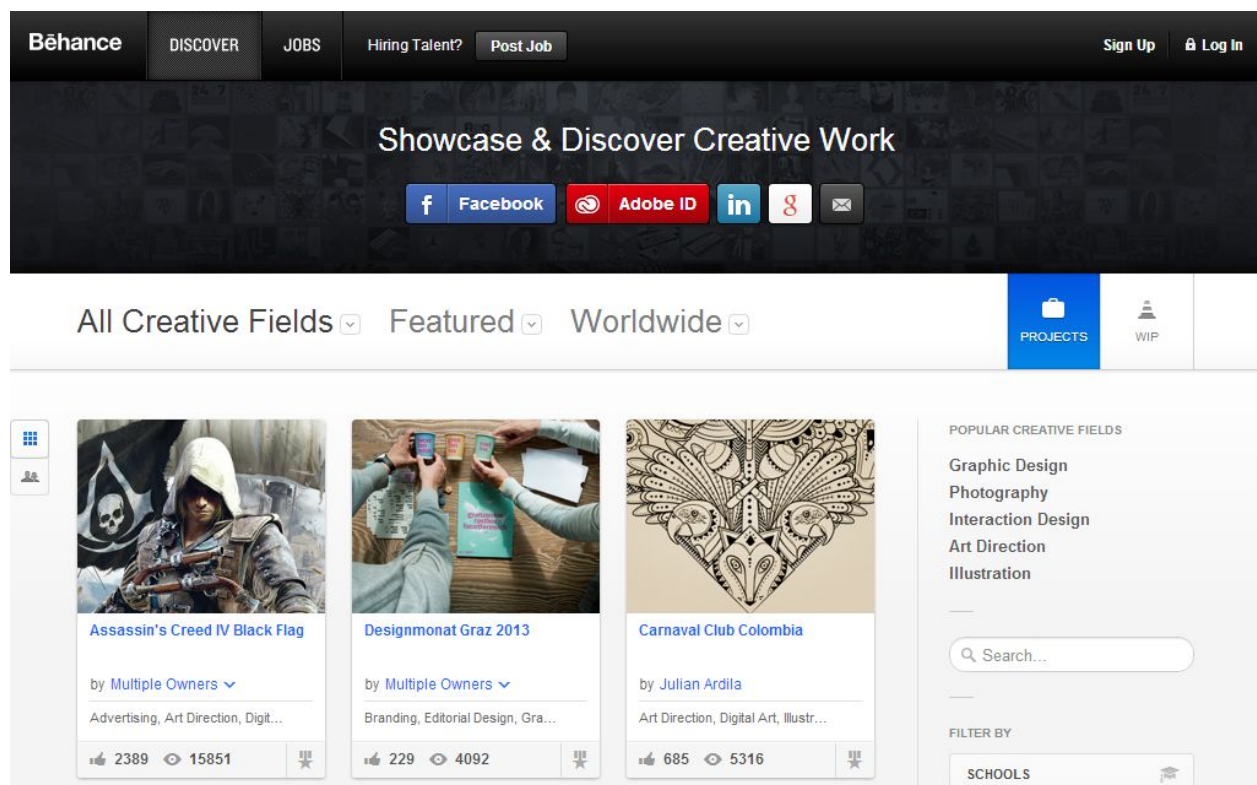 Bēhance DISCOVER JOBS Hiring Talent? Post Job Sign Up Log In
Showcase & Discover Creative Work
f Facebook Adobe ID in g
All Creative Fields Featured Worldwide
PROJECTS WIP
POPULAR CREATIVE FIELDS
Graphic Design
Photography
Interaction Design
Art Direction
Illustration
Search...
FILTER BY
SCHOOLS
Assassin's Creed IV Black Flag
by Multiple Owners
Advertising, Art Direction, Digit...
2389 15851
Designmonat Graz 2013
by Multiple Owners
Branding, Editorial Design, Gra...
229 4092
Carnaval Club Colombia
by Julian Ardila
Art Direction, Digital Art, Illustr...
685 5316